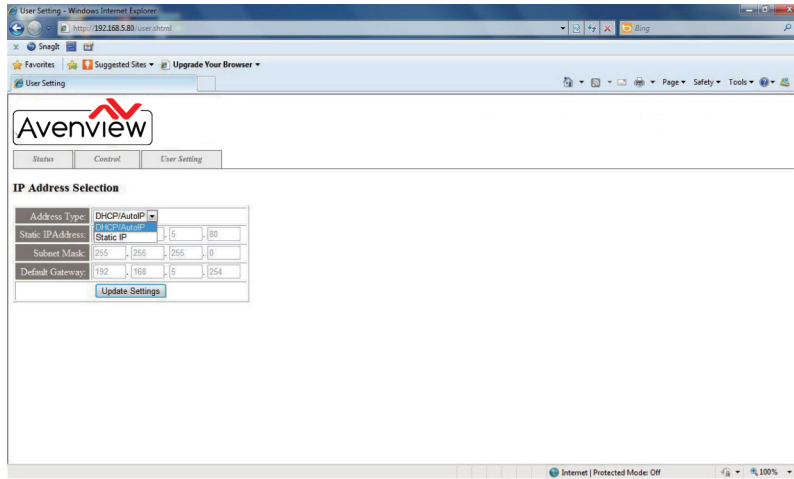 User Setting - Windows Internet Explorer
http://192.168.5.80/user.shtml
Bing
x Snagit
Favorites Suggested Sites Upgrade Your Browser
User Setting Page Safety Tools
Avenview
Status Control User Setting
IP Address Selection
Address Type: DHCP/AutoIP
DHCP/AutoIP
Static IPAddress: Static IP . 5 . 80
Subnet Mask: 255 . 255 . 255 . 0
Default Gateway: 192 . 168 . 5 . 254
Update Settings
Internet | Protected Mode: Off 100%